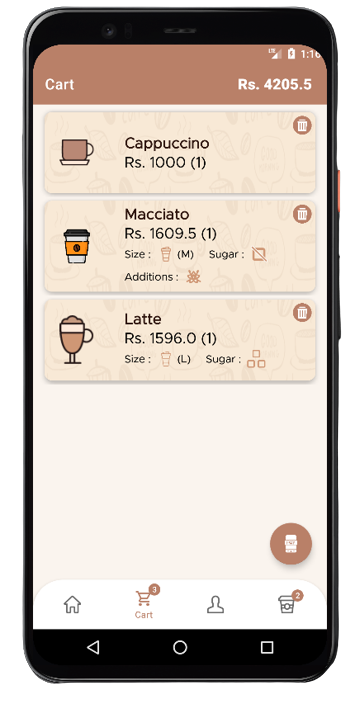 LTE 1:16
Cart Rs. 4205.5
Cappuccino
Rs. 1000 (1)
Macciato
Rs. 1609.5 (1)
Size : (M) Sugar :
Additions :
Latte
Rs. 1596.0 (1)
Size : (L) Sugar :
3 2
Cart